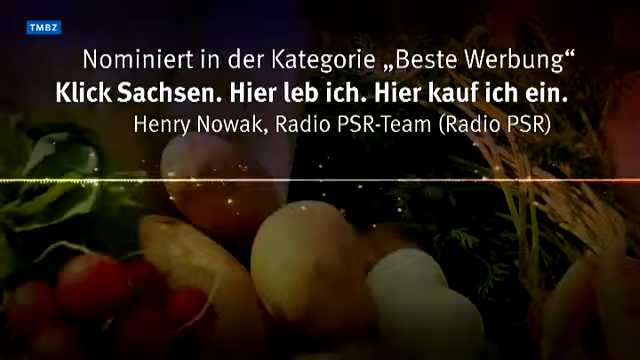 TMBZ
Nominiert in der Kategorie „Beste Werbung“
Klick Sachsen. Hier leb ich. Hier kauf ich ein.
Henry Nowak, Radio PSR-Team (Radio PSR)